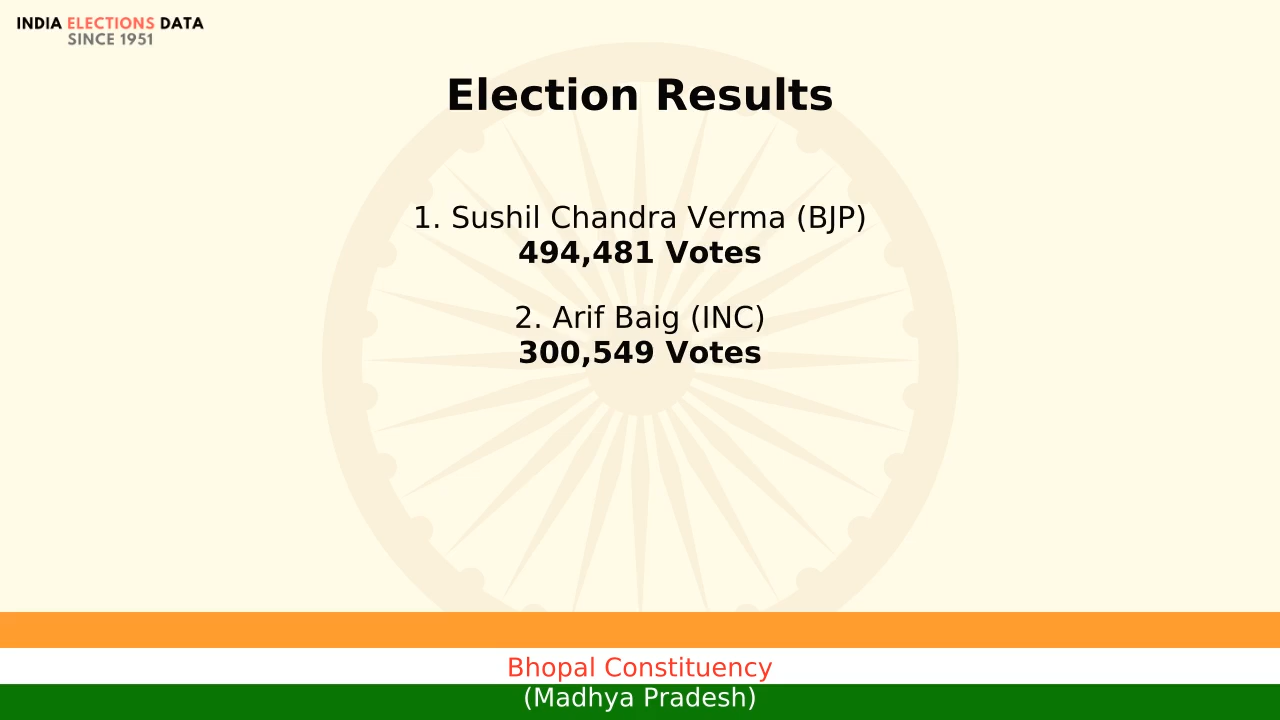 INDIA ELECTIONS DATA
SINCE 1951
Election Results
1. Sushil Chandra Verma (BJP)
494,481 Votes
2. Arif Baig (INC)
300,549 Votes
Bhopal Constituency
(Madhya Pradesh)